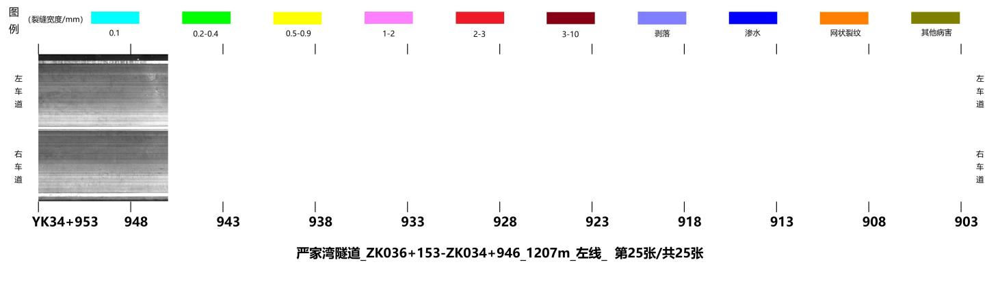 图例 (裂缝宽度/mm) 0.1 0.2-0.4 0.5-0.9 1-2 2-3 3-10 剥落 渗水 网状裂纹 其他病害
左车道 左车道
右车道 右车道
YK34+953 948 943 938 933 928 923 918 913 908 903
严家湾隧道_ZK036+153-ZK034+946_1207m_左线_ 第25张/共25张